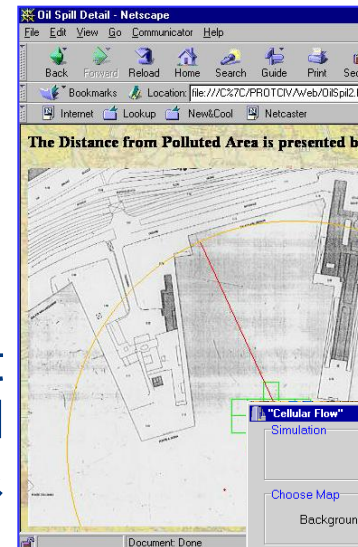 Oil Spill Detail - Netscape
File Edit View Go Communicator Help
Back Forward Reload Home Search Guide Print Sec
Bookmarks Location: file:///C%7C/PROTCIV/Web/OilSpil2.
Internet Lookup New&Cool Netcaster
The Distance from Polluted Area is presented b
"Cellular Flow"
Simulation
Choose Map
Backgroun
Document: Done